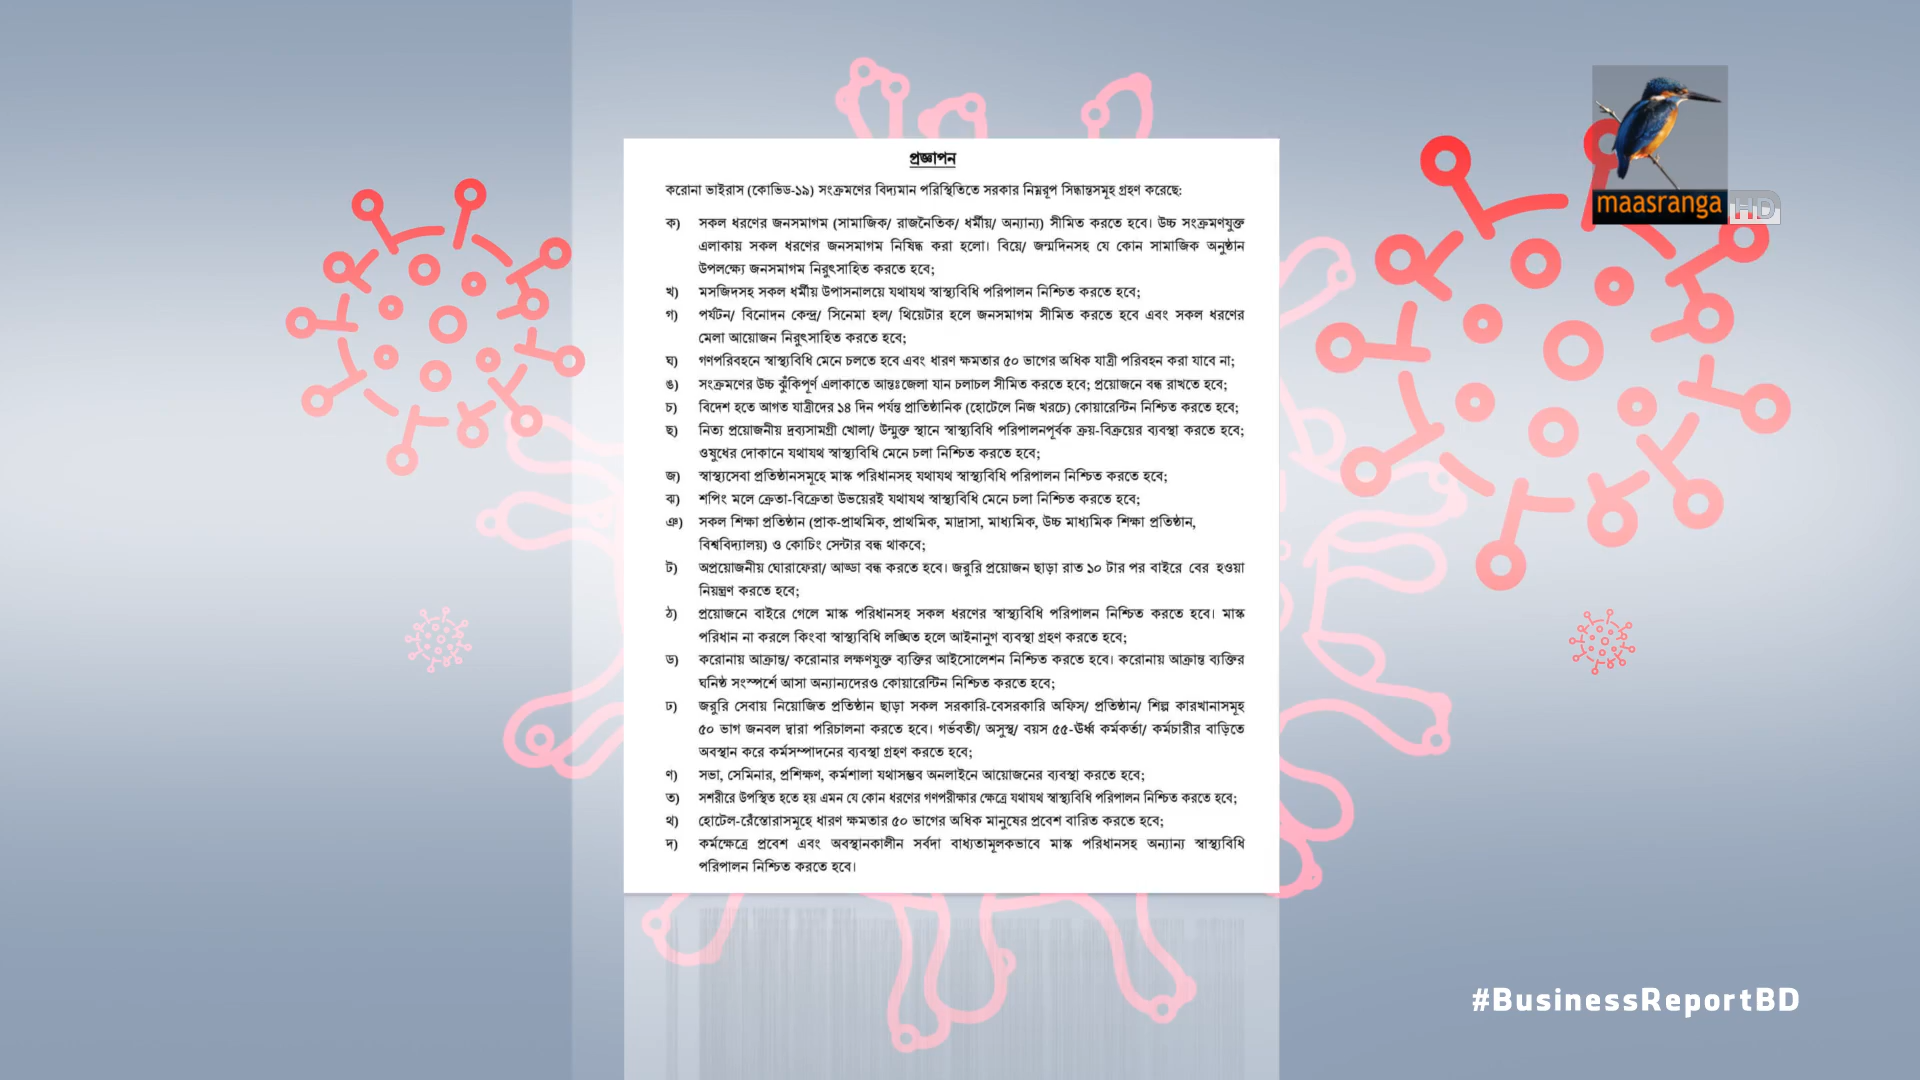 প্রজ্ঞাপন
করোনা ভাইরাস (কোভিড-১৯) সংক্রমণের বিদ্যমান পরিস্থিতিতে সরকার নিম্নরূপ সিদ্ধান্তসমূহ গ্রহণ করেছে:
ক) সকল ধরণের জনসমাগম (সামাজিক/ রাজনৈতিক/ ধর্মীয়/ অন্যান্য) সীমিত করতে হবে। উচ্চ সংক্রমণযুক্ত
এলাকায় সকল ধরণের জনসমাগম নিষিদ্ধ করা হলো। বিয়ে/ জন্মদিনসহ যে কোন সামাজিক অনুষ্ঠান
উপলক্ষ্যে জনসমাগম নিরুৎসাহিত করতে হবে;
খ) মসজিদসহ সকল ধর্মীয় উপাসনালয়ে যথাযথ স্বাস্থ্যবিধি পরিপালন নিশ্চিত করতে হবে;
গ) পর্যটন/ বিনোদন কেন্দ্র/ সিনেমা হল/ থিয়েটার হলে জনসমাগম সীমিত করতে হবে এবং সকল ধরণের
মেলা আয়োজন নিরুৎসাহিত করতে হবে;
ঘ) গণপরিবহনে স্বাস্থ্যবিধি মেনে চলতে হবে এবং ধারণ ক্ষমতার ৫০ ভাগের অধিক যাত্রী পরিবহন করা যাবে না;
ঙ) সংক্রমণের উচ্চ ঝুঁকিপূর্ণ এলাকাতে আন্তঃজেলা যান চলাচল সীমিত করতে হবে; প্রয়োজনে বন্ধ রাখতে হবে;
চ) বিদেশ হতে আগত যাত্রীদের ১৪ দিন পর্যন্ত প্রাতিষ্ঠানিক (হোটেলে নিজ খরচে) কোয়ারেন্টিন নিশ্চিত করতে হবে;
ছ) নিত্য প্রয়োজনীয় দ্রব্যসামগ্রী খোলা/ উন্মুক্ত স্থানে স্বাস্থ্যবিধি পরিপালনপূর্বক ক্রয়-বিক্রয়ের ব্যবস্থা করতে হবে;
ওষুধের দোকানে যথাযথ স্বাস্থ্যবিধি মেনে চলা নিশ্চিত করতে হবে;
জ) স্বাস্থ্যসেবা প্রতিষ্ঠানসমূহে মাস্ক পরিধানসহ যথাযথ স্বাস্থ্যবিধি পরিপালন নিশ্চিত করতে হবে;
ঝ) শপিং মলে ক্রেতা-বিক্রেতা উভয়েরই যথাযথ স্বাস্থ্যবিধি মেনে চলা নিশ্চিত করতে হবে;
ঞ) সকল শিক্ষা প্রতিষ্ঠান (প্রাক-প্রাথমিক, প্রাথমিক, মাদ্রাসা, মাধ্যমিক, উচ্চ মাধ্যমিক শিক্ষা প্রতিষ্ঠান,
বিশ্ববিদ্যালয়) ও কোচিং সেন্টার বন্ধ থাকবে;
ট) অপ্রয়োজনীয় ঘোরাফেরা/ আড্ডা বন্ধ করতে হবে। জরুরি প্রয়োজন ছাড়া রাত ১০ টার পর বাইরে বের হওয়া
নিয়ন্ত্রণ করতে হবে;
ঠ) প্রয়োজনে বাইরে গেলে মাস্ক পরিধানসহ সকল ধরণের স্বাস্থ্যবিধি পরিপালন নিশ্চিত করতে হবে। মাস্ক
পরিধান না করলে কিংবা স্বাস্থ্যবিধি লঙ্ঘিত হলে আইনানুগ ব্যবস্থা গ্রহণ করতে হবে;
ড) করোনায় আক্রান্ত/ করোনার লক্ষণযুক্ত ব্যক্তির আইসোলেশন নিশ্চিত করতে হবে। করোনায় আক্রান্ত ব্যক্তির
ঘনিষ্ঠ সংস্পর্শে আসা অন্যান্যদেরও কোয়ারেন্টিন নিশ্চিত করতে হবে;
ঢ) জরুরি সেবায় নিয়োজিত প্রতিষ্ঠান ছাড়া সকল সরকারি-বেসরকারি অফিস/ প্রতিষ্ঠান/ শিল্প কারখানাসমূহ
৫০ ভাগ জনবল দ্বারা পরিচালনা করতে হবে। গর্ভবতী/ অসুস্থ/ বয়স ৫৫-ঊর্ধ্ব কর্মকর্তা/ কর্মচারীর বাড়িতে
অবস্থান করে কর্মসম্পাদনের ব্যবস্থা গ্রহণ করতে হবে;
ণ) সভা, সেমিনার, প্রশিক্ষণ, কর্মশালা যথাসম্ভব অনলাইনে আয়োজনের ব্যবস্থা করতে হবে;
ত) সশরীরে উপস্থিত হতে হয় এমন যে কোন ধরণের গণপরীক্ষার ক্ষেত্রে যথাযথ স্বাস্থ্যবিধি পরিপালন নিশ্চিত করতে হবে;
থ) হোটেল-রেঁস্তোরাসমূহে ধারণ ক্ষমতার ৫০ ভাগের অধিক মানুষের প্রবেশ বারিত করতে হবে;
দ) কর্মক্ষেত্রে প্রবেশ এবং অবস্থানকালীন সর্বদা বাধ্যতামূলকভাবে মাস্ক পরিধানসহ অন্যান্য স্বাস্থ্যবিধি
পরিপালন নিশ্চিত করতে হবে।
maasranga HD
#BusinessReportBD